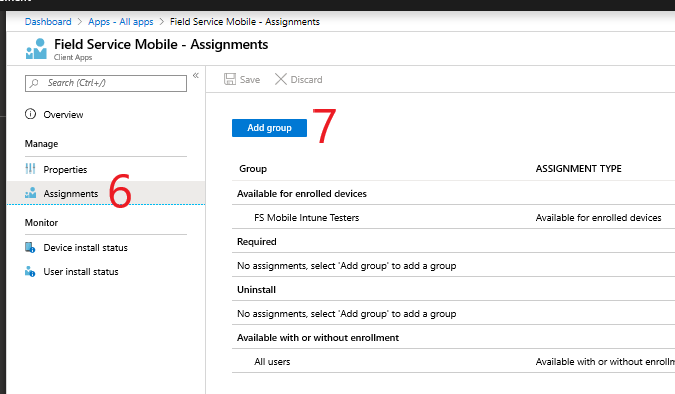 Dashboard > Apps - All apps > Field Service Mobile - Assignments
Field Service Mobile - Assignments
Client Apps
Search (Ctrl+/)
«
Save Discard
Overview
Add group 7
Manage
Group ASSIGNMENT TYPE
Properties
Available for enrolled devices
Assignments 6
FS Mobile Intune Testers Available for enrolled devices
Monitor
Required
Device install status
No assignments, select 'Add group' to add a group
User install status
Uninstall
No assignments, select 'Add group' to add a group
Available with or without enrollment
All users Available with or without enrollm